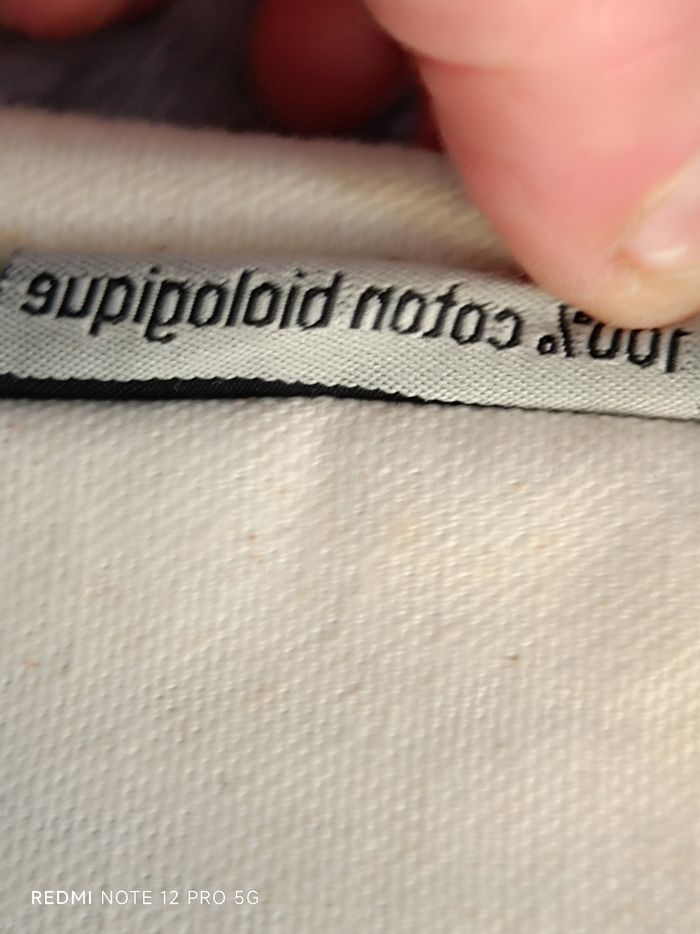 100% coton biologique
REDMI NOTE 12 PRO 5G